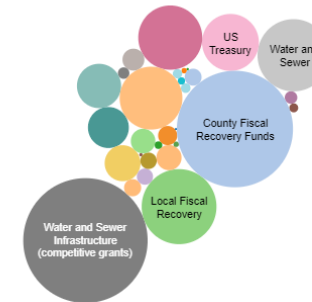 US
Treasury
Water and
Sewer
County Fiscal
Recovery Funds
Local Fiscal
Recovery
Water and Sewer
Infrastructure
(competitive grants)